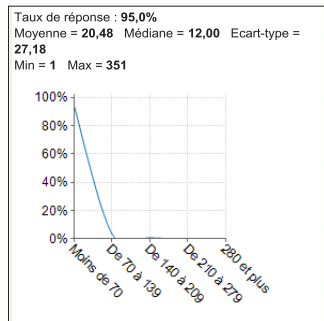 Taux de réponse : 95,0%
Moyenne = 20,48 Médiane = 12,00 Ecart-type =
27,18
Min = 1 Max = 351
100%
80%
60%
40%
20%
0%
Moins de 70
De 70 à 139
De 140 à 209
De 210 à 279
280 et plus